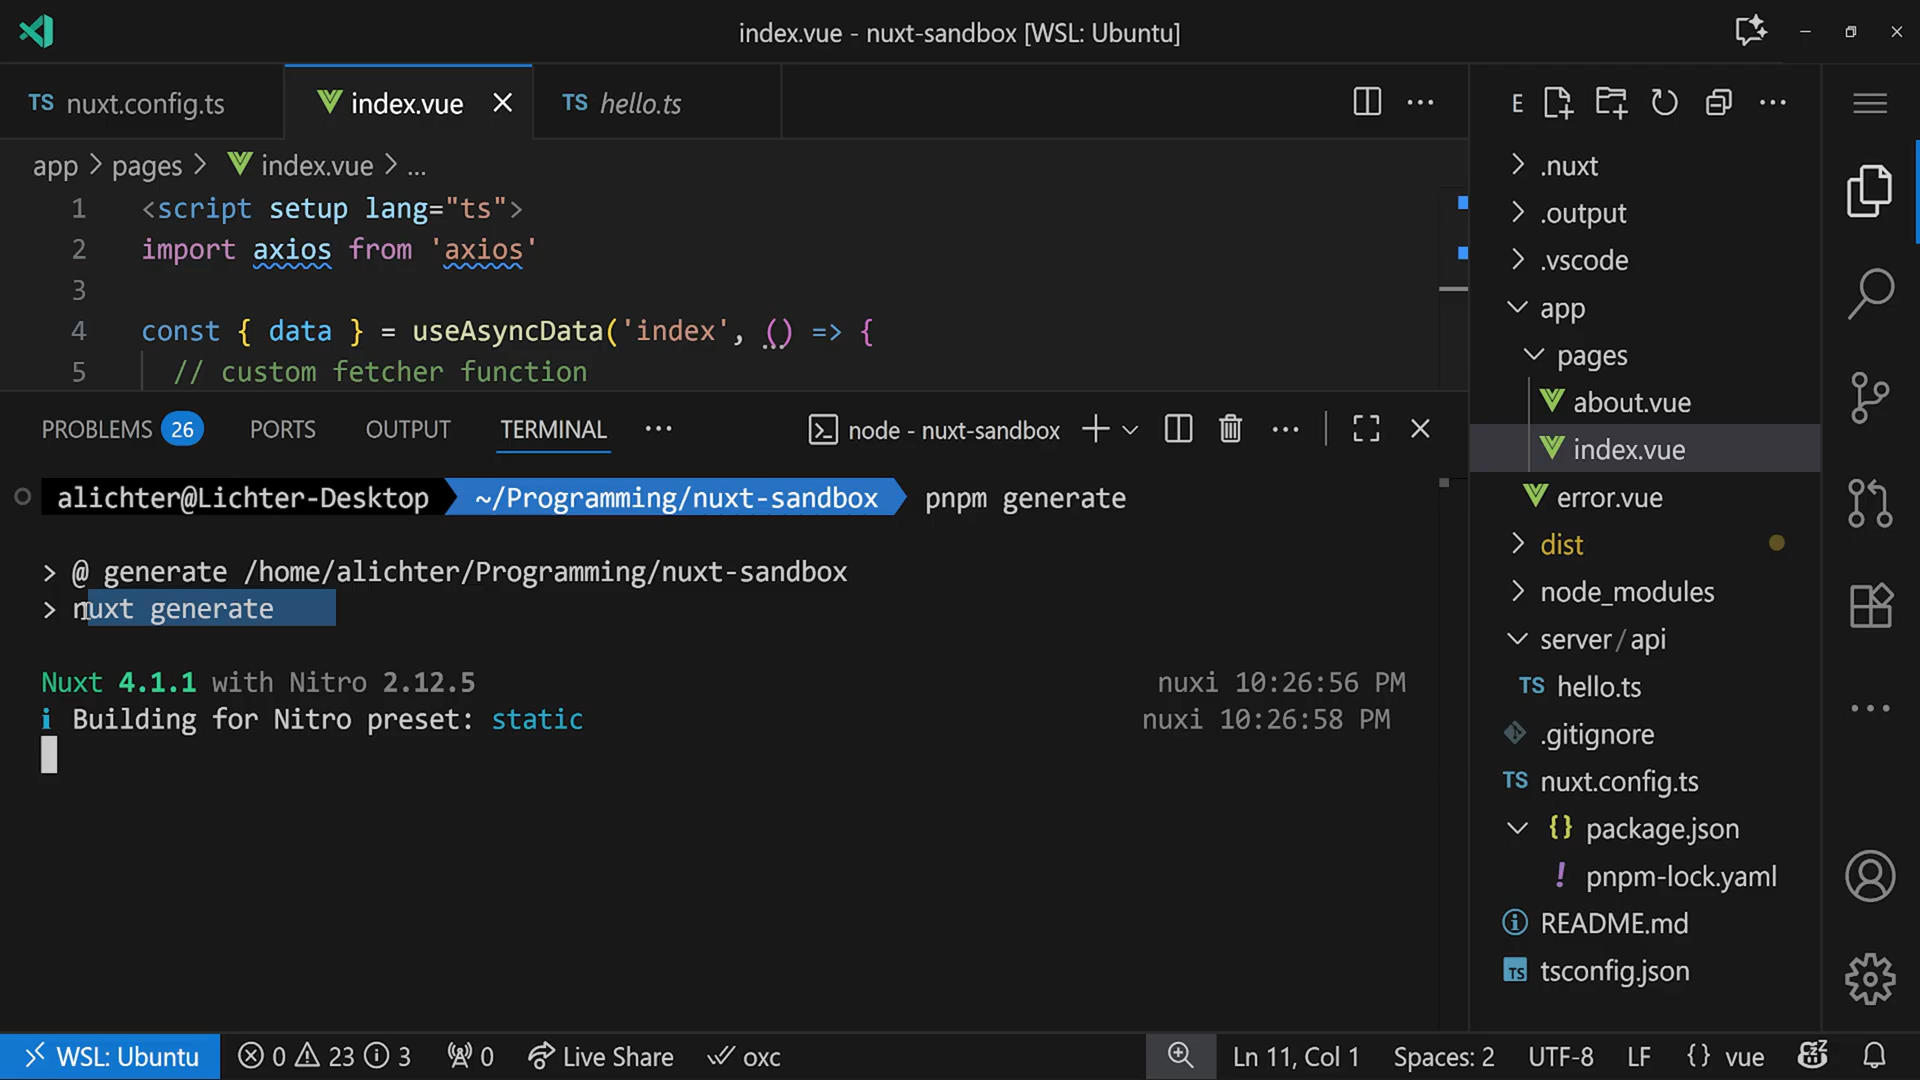 index.vue - nuxt-sandbox [WSL: Ubuntu]
TS nuxt.config.ts
index.vue
TS hello.ts
app > pages > index.vue > ...
1 <script setup lang="ts">
2 import axios from 'axios'
3
4 const { data } = useAsyncData('index', () => {
5 // custom fetcher function
PROBLEMS 26 PORTS OUTPUT TERMINAL ...
node - nuxt-sandbox
alichter@Lichter-Desktop ~/Programming/nuxt-sandbox pnpm generate
> @ generate /home/alichter/Programming/nuxt-sandbox
> nuxt generate
Nuxt 4.1.1 with Nitro 2.12.5 nuxi 10:26:56 PM
i Building for Nitro preset: static nuxi 10:26:58 PM
E
.nuxt
.output
.vscode
app
pages
about.vue
index.vue
error.vue
dist
node_modules
server/api
TS hello.ts
.gitignore
TS nuxt.config.ts
{} package.json
! pnpm-lock.yaml
README.md
TS tsconfig.json
WSL: Ubuntu 0 23 3 0 Live Share oxc Ln 11, Col 1 Spaces: 2 UTF-8 LF {} vue